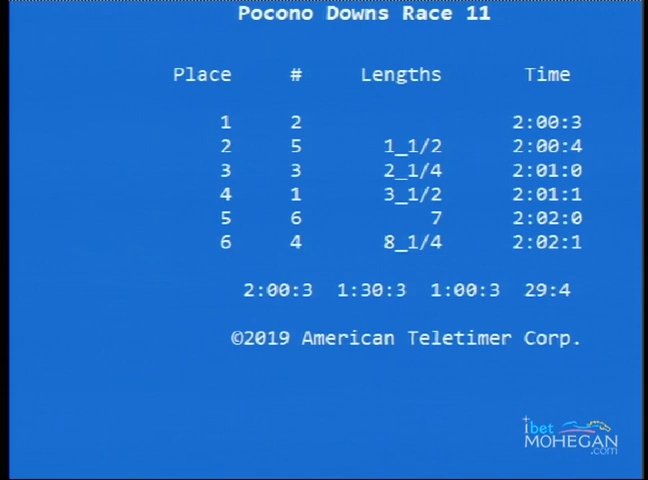 Pocono Downs Race 11
Place # Lengths Time
1 2 2:00:3
2 5 1_1/2 2:00:4
3 3 2_1/4 2:01:0
4 1 3_1/2 2:01:1
5 6 7 2:02:0
6 4 8_1/4 2:02:1
2:00:3 1:30:3 1:00:3 29:4
©2019 American Teletimer Corp.
ibet
MOHEGAN
.com